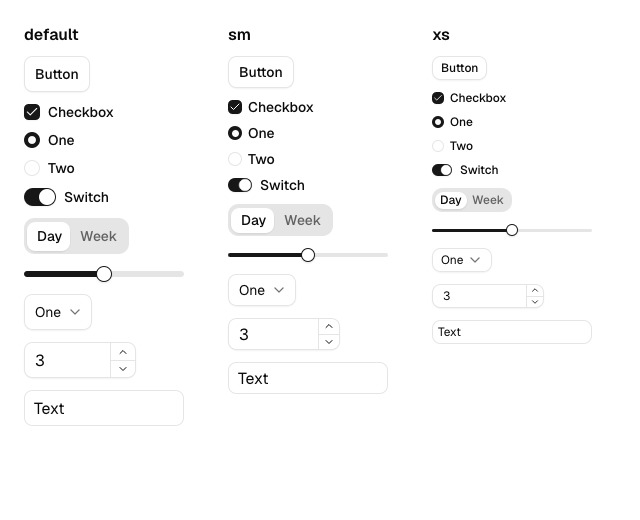 default
Button
Checkbox
One
Two
Switch
Day Week
One
3
Text
sm
Button
Checkbox
One
Two
Switch
Day Week
One
3
Text
xs
Button
Checkbox
One
Two
Switch
Day Week
One
3
Text